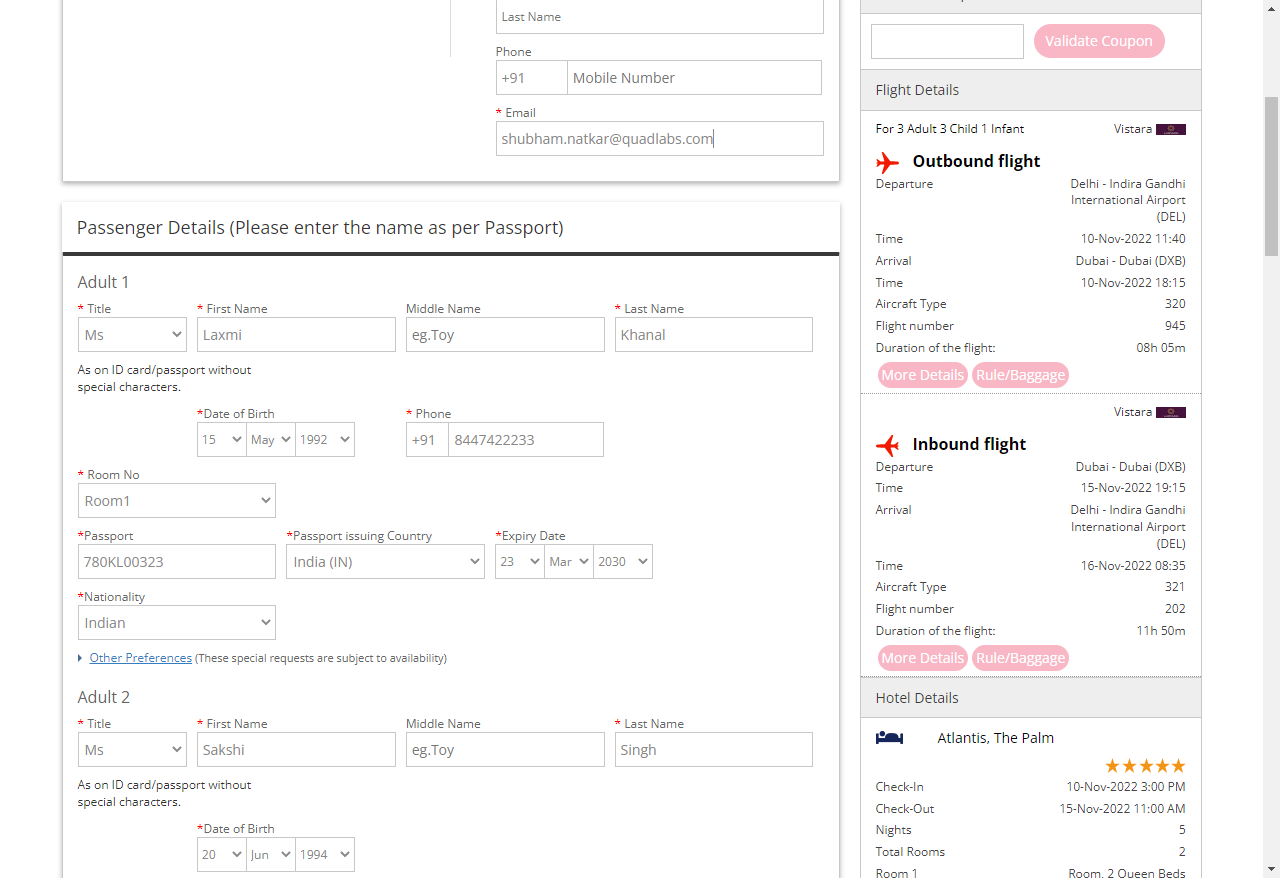 Last Name
Phone
+91 Mobile Number
* Email
shubham.natkar@quadlabs.com
Passenger Details (Please enter the name as per Passport)
Adult 1
* Title * First Name Middle Name * Last Name
Ms Laxmi eg.Toy Khanal
As on ID card/passport without
special characters.
*Date of Birth * Phone
15 May 1992 +91 8447422233
* Room No
Room1
*Passport *Passport issuing Country *Expiry Date
780KL00323 India (IN) 23 Mar 2030
*Nationality
Indian
Other Preferences (These special requests are subject to availability)
Adult 2
* Title * First Name Middle Name * Last Name
Ms Sakshi eg.Toy Singh
As on ID card/passport without
special characters.
*Date of Birth
20 Jun 1994
Validate Coupon
Flight Details
For 3 Adult 3 Child 1 Infant Vistara
Outbound flight
Departure Delhi - Indira Gandhi
International Airport
(DEL)
Time 10-Nov-2022 11:40
Arrival Dubai - Dubai (DXB)
Time 10-Nov-2022 18:15
Aircraft Type 320
Flight number 945
Duration of the flight: 08h 05m
More Details Rule/Baggage
Vistara
Inbound flight
Departure Dubai - Dubai (DXB)
Time 15-Nov-2022 19:15
Arrival Delhi - Indira Gandhi
International Airport
(DEL)
Time 16-Nov-2022 08:35
Aircraft Type 321
Flight number 202
Duration of the flight: 11h 50m
More Details Rule/Baggage
Hotel Details
Atlantis, The Palm
Check-In 10-Nov-2022 3:00 PM
Check-Out 15-Nov-2022 11:00 AM
Nights 5
Total Rooms 2
Room 1 Room, 2 Queen Beds